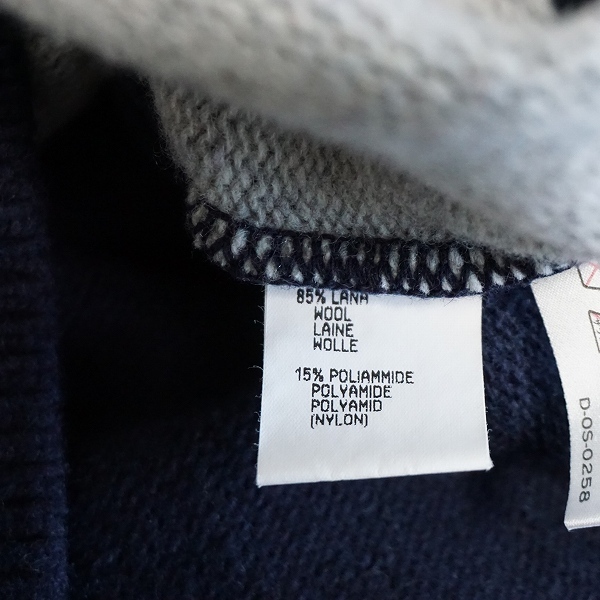 85% LANA
WOOL
LAINE
WOLLE
15% POLIAMMIDE
POLYAMIDE
POLYAMID
(NYLON)
D-OS-0258